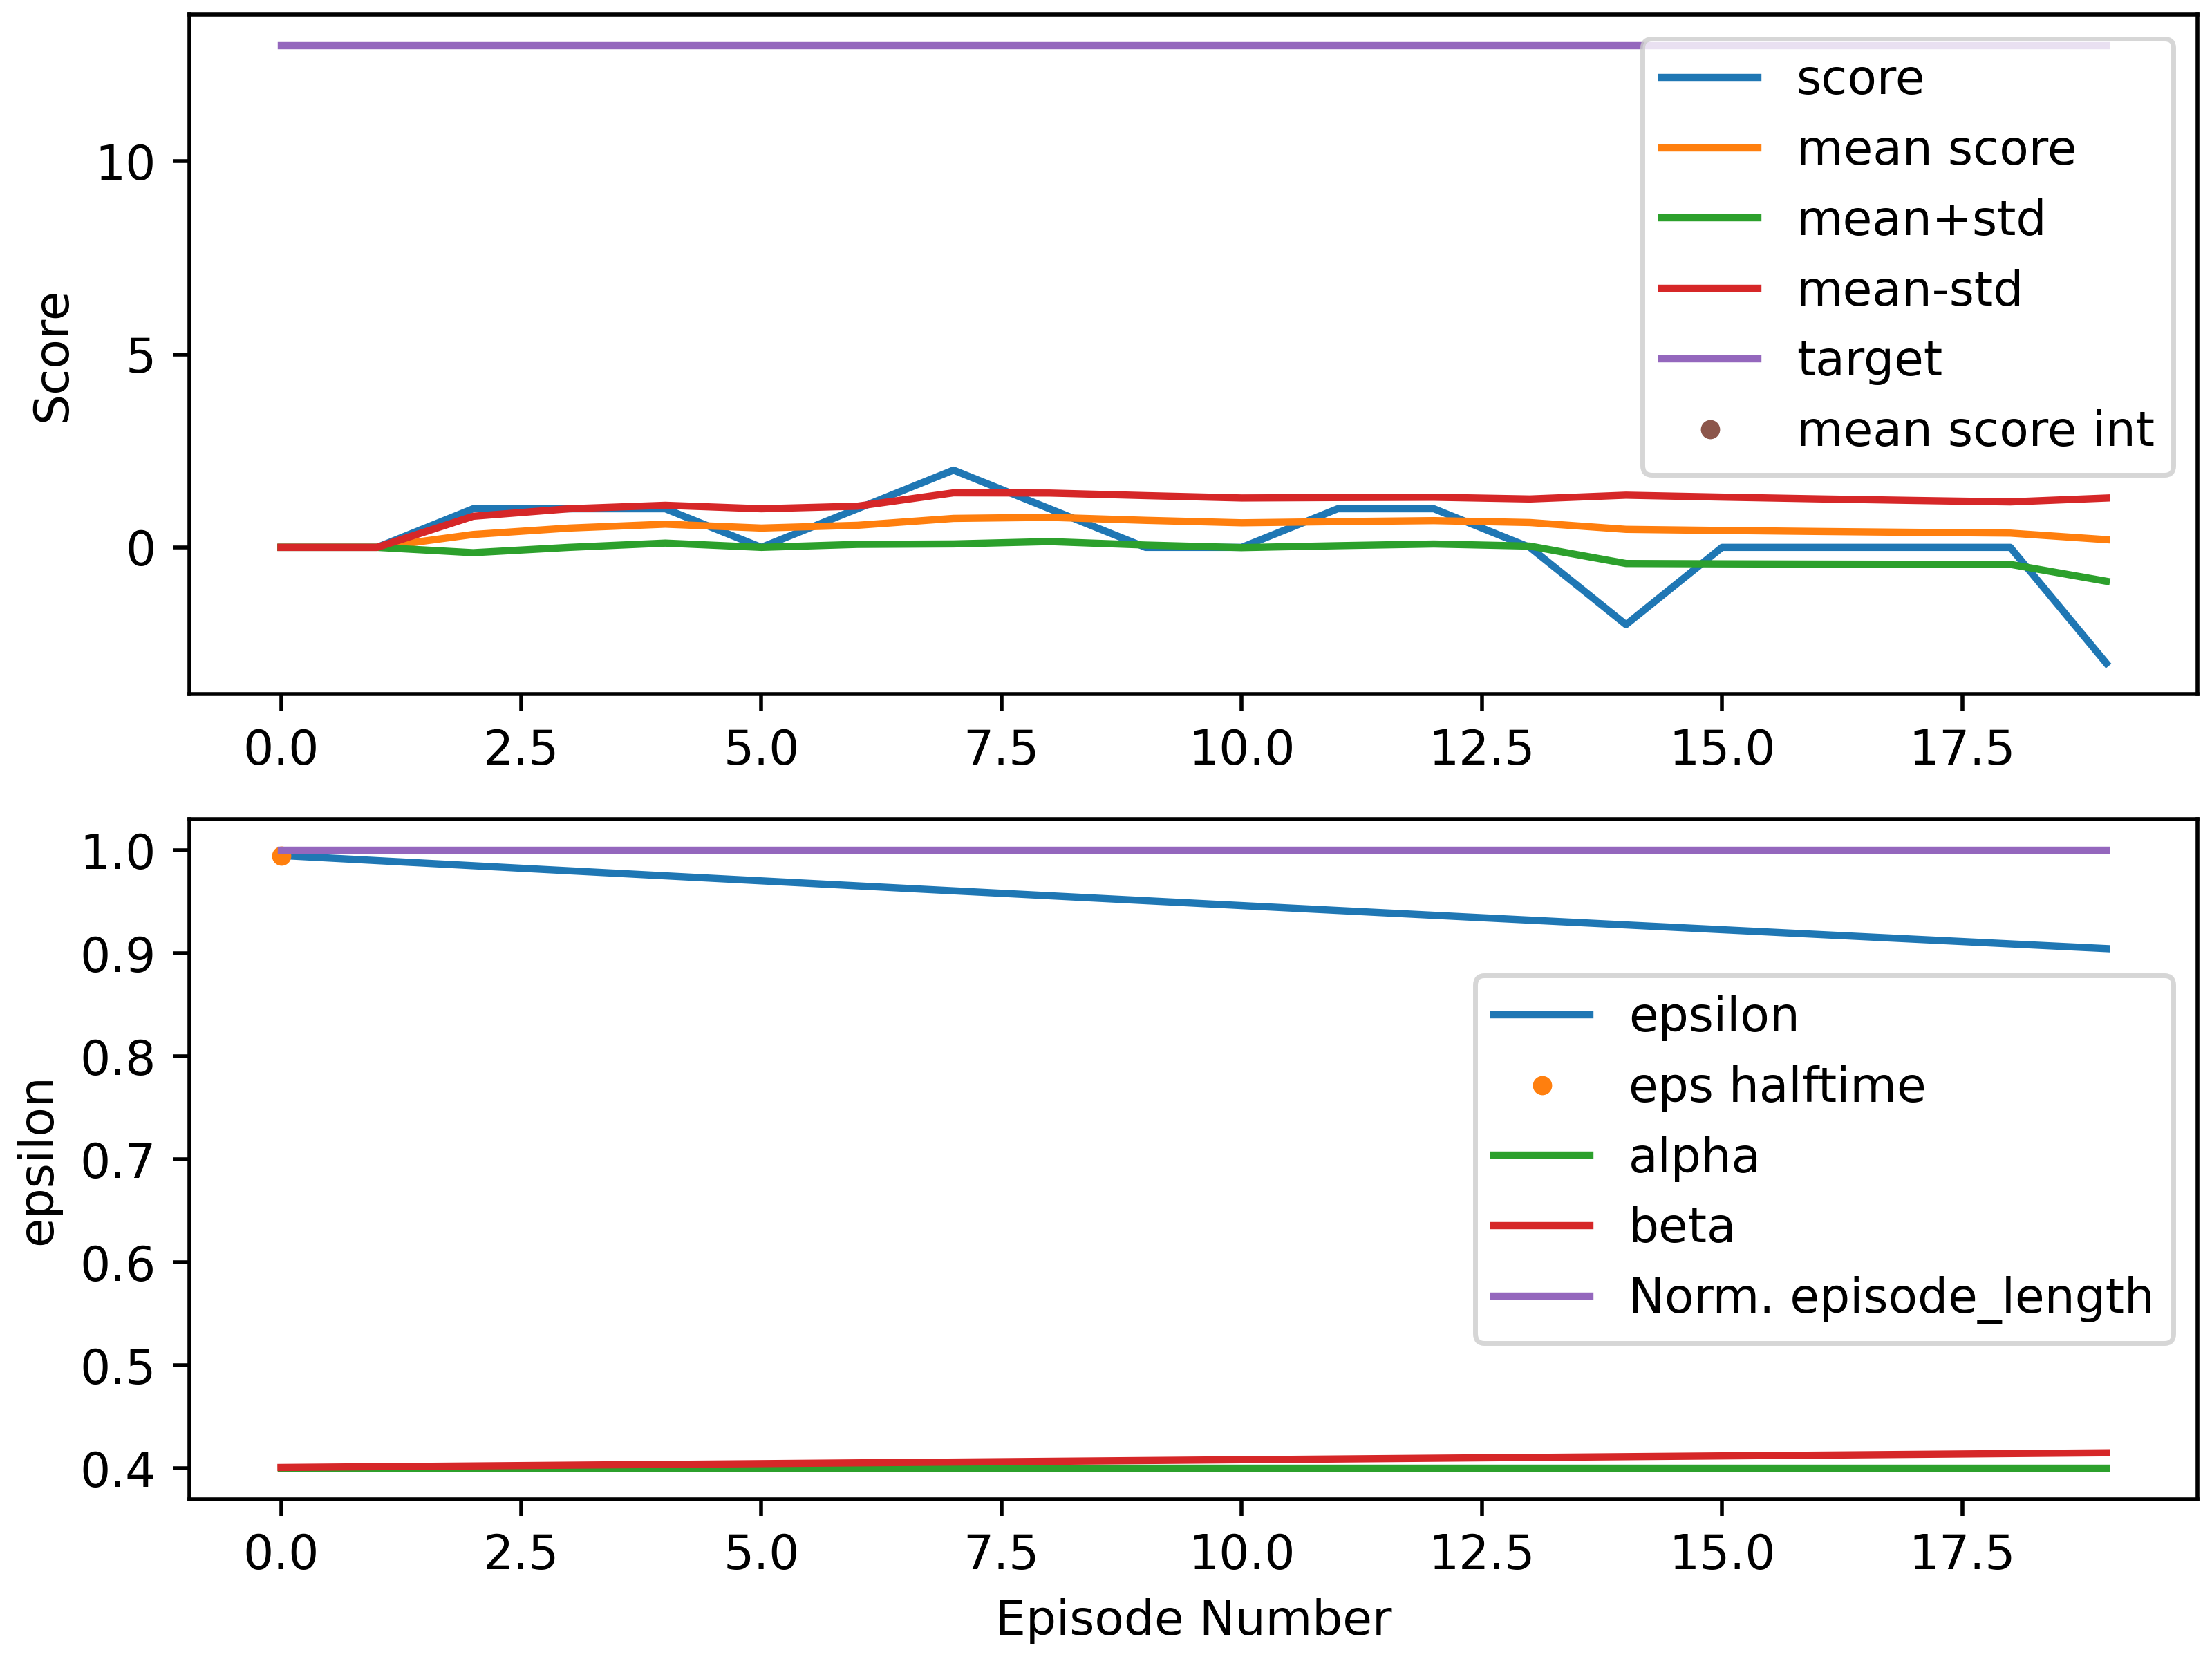 Score
10
5
0
score
mean score
mean+std
mean-std
target
mean score int
0.0 2.5 5.0 7.5 10.0 12.5 15.0 17.5
epsilon
1.0
0.9
0.8
0.7
0.6
0.5
0.4
epsilon
eps halftime
alpha
beta
Norm. episode_length
0.0 2.5 5.0 7.5 10.0 12.5 15.0 17.5
Episode Number